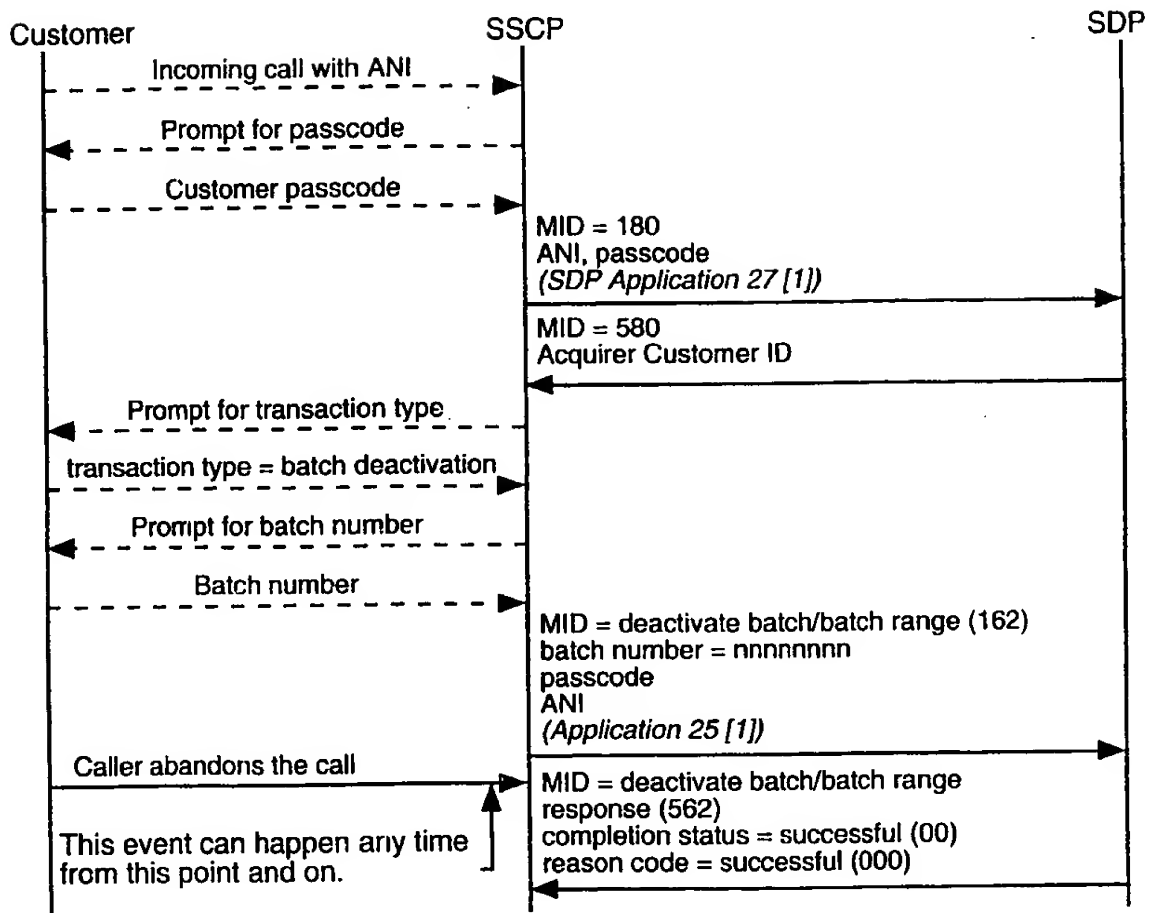 Customer
SSCP
SDP
Incoming call with ANI
Prompt for passcode
Customer passcode
MID = 180
ANI, passcode
(SDP Application 27 [1])
MID = 580
Acquirer Customer ID
Prompt for transaction type
transaction type = batch deactivation
Prompt for batch number
Batch number
MID = deactivate batch/batch range (162)
batch number = nnnnnnnn
passcode
ANI
(Application 25 [1])
Caller abandons the call
This event can happen any time
from this point and on.
MID = deactivate batch/batch range
response (562)
completion status = successful (00)
reason code = successful (000)